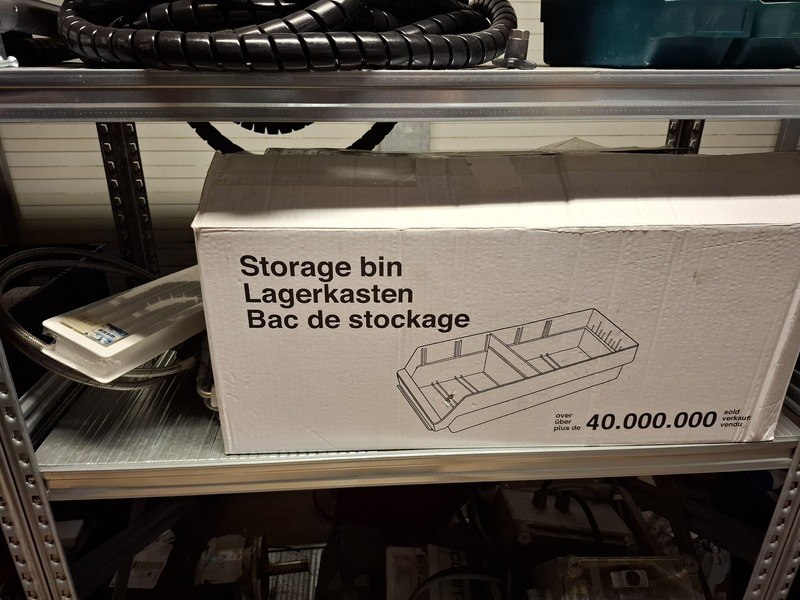 Storage bin
Lagerkasten
Bac de stockage
over
über
plus de
40.000.000
sold
verkauft
vendu